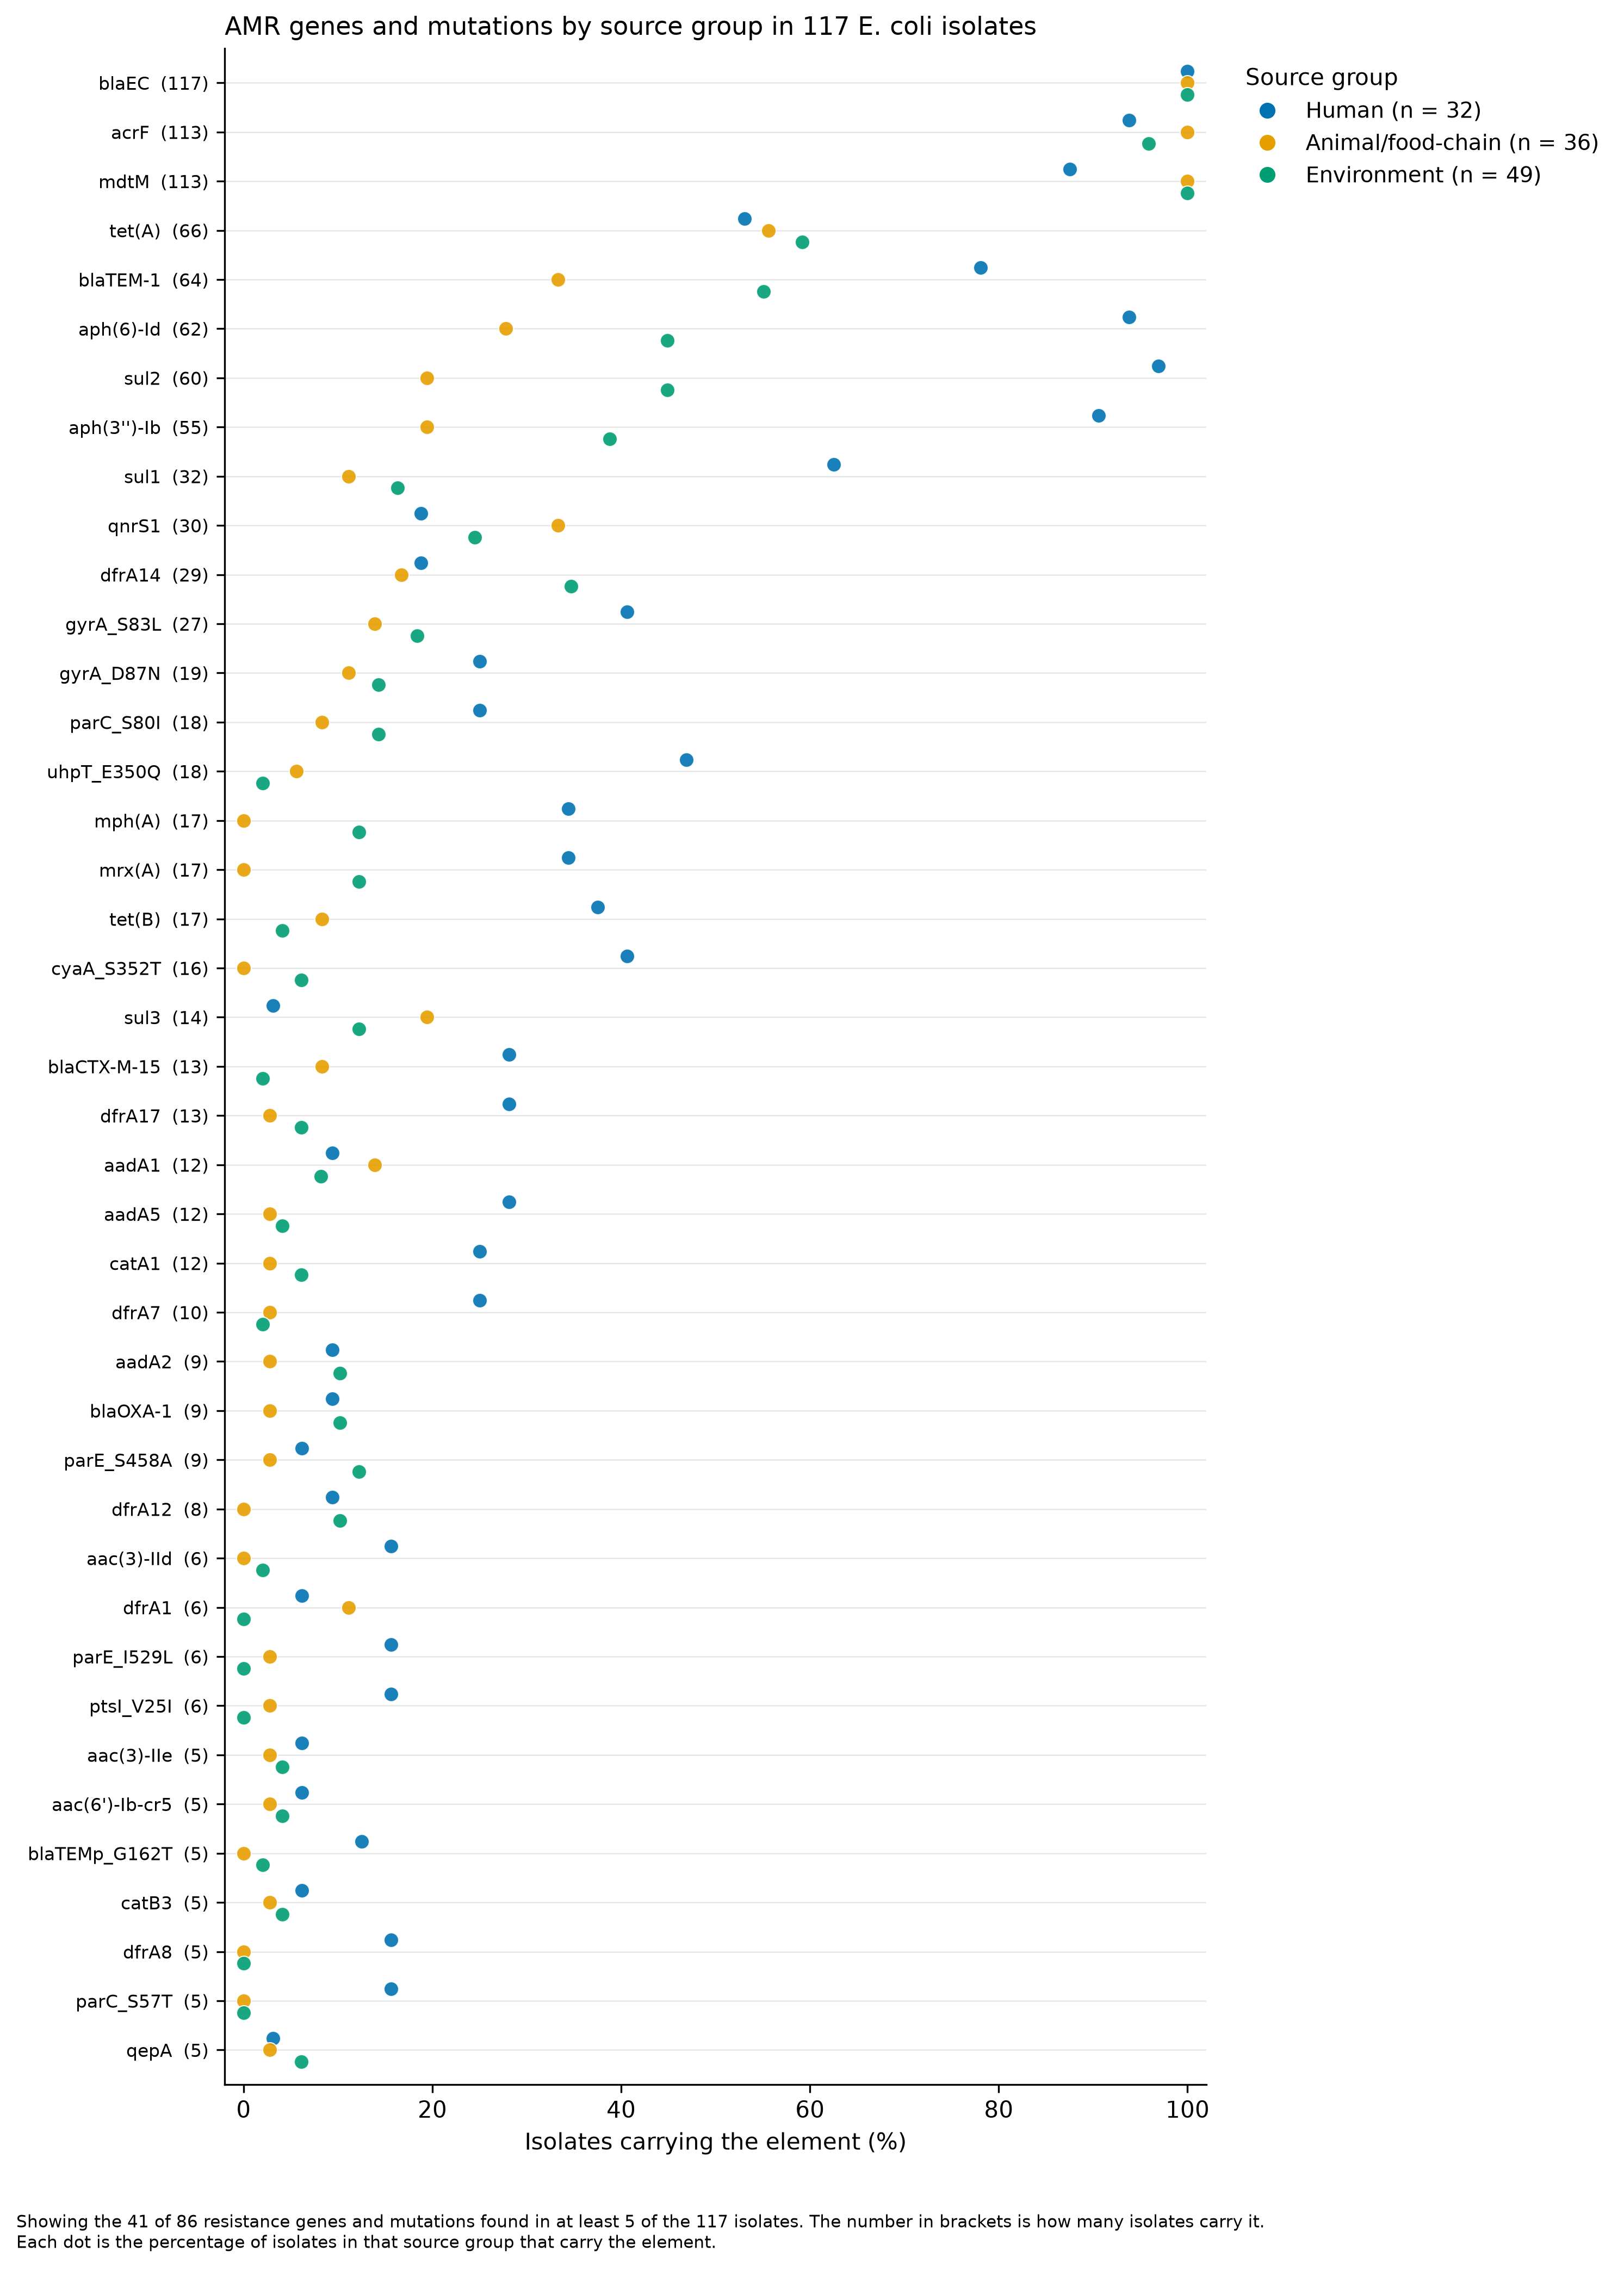 AMR genes and mutations by source group in 117 E. coli isolates
Source group
Human (n = 32)
Animal/food-chain (n = 36)
Environment (n = 49)
blaEC (117)
acrF (113)
mdtM (113)
tet(A) (66)
blaTEM-1 (64)
aph(6)-Id (62)
sul2 (60)
aph(3'')-Ib (55)
sul1 (32)
qnrS1 (30)
dfrA14 (29)
gyrA_S83L (27)
gyrA_D87N (19)
parC_S80I (18)
uhpT_E350Q (18)
mph(A) (17)
mrx(A) (17)
tet(B) (17)
cyaA_S352T (16)
sul3 (14)
blaCTX-M-15 (13)
dfrA17 (13)
aadA1 (12)
aadA5 (12)
catA1 (12)
dfrA7 (10)
aadA2 (9)
blaOXA-1 (9)
parE_S458A (9)
dfrA12 (8)
aac(3)-IId (6)
dfrA1 (6)
parE_I529L (6)
ptsI_V25I (6)
aac(3)-IIe (5)
aac(6')-Ib-cr5 (5)
blaTEMp_G162T (5)
catB3 (5)
dfrA8 (5)
parC_S57T (5)
qepA (5)
0 20 40 60 80 100
Isolates carrying the element (%)
Showing the 41 of 86 resistance genes and mutations found in at least 5 of the 117 isolates. The number in brackets is how many isolates carry it.
Each dot is the percentage of isolates in that source group that carry the element.